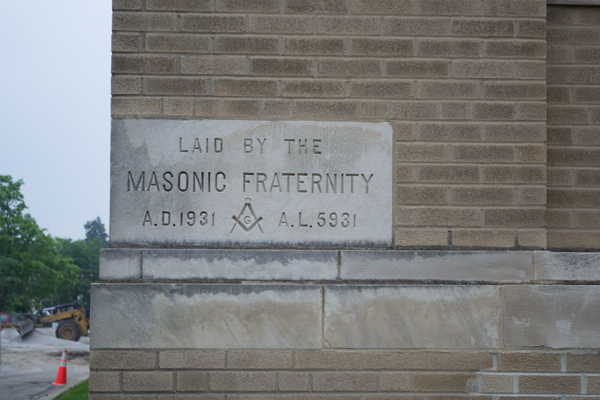 LAID BY THE
MASONIC FRATERNITY
A.D.1931 G A.L.5931